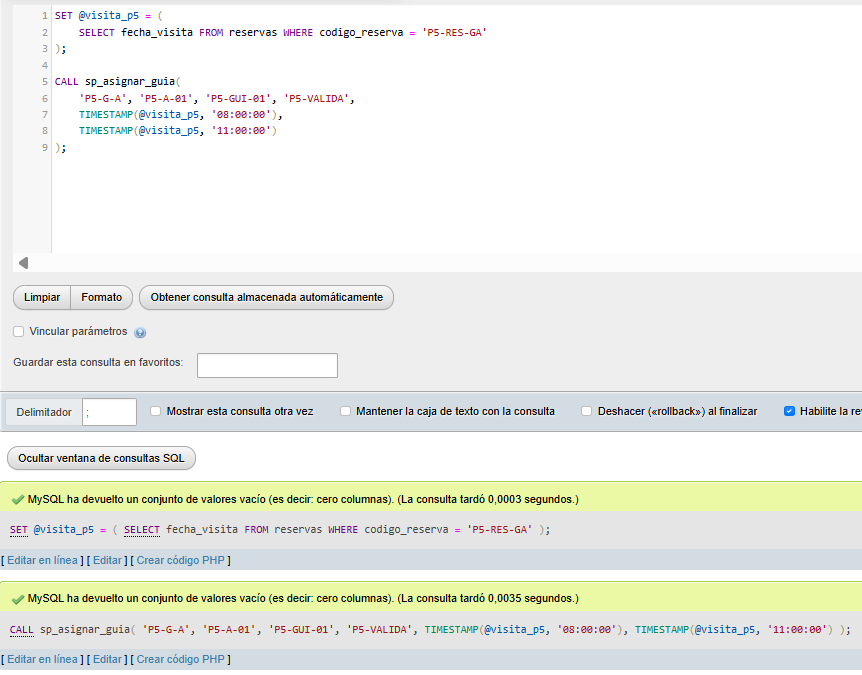 1 SET @visita_p5 = (
2 SELECT fecha_visita FROM reservas WHERE codigo_reserva = 'P5-RES-GA'
3 );
4
5 CALL sp_asignar_guia(
6 'P5-G-A', 'P5-A-01', 'P5-GUI-01', 'P5-VALIDA',
7 TIMESTAMP(@visita_p5, '08:00:00'),
8 TIMESTAMP(@visita_p5, '11:00:00')
9 );
Limpiar Formato Obtener consulta almacenada automáticamente
Vincular parámetros
Guardar esta consulta en favoritos:
Delimitador ; Mostrar esta consulta otra vez Mantener la caja de texto con la consulta Deshacer («rollback») al finalizar Habilite la re
Ocultar ventana de consultas SQL
MySQL ha devuelto un conjunto de valores vacío (es decir: cero columnas). (La consulta tardó 0,0003 segundos.)
SET @visita_p5 = ( SELECT fecha_visita FROM reservas WHERE codigo_reserva = 'P5-RES-GA' );
[ Editar en línea ] [ Editar ] [ Crear código PHP ]
MySQL ha devuelto un conjunto de valores vacío (es decir: cero columnas). (La consulta tardó 0,0035 segundos.)
CALL sp_asignar_guia( 'P5-G-A', 'P5-A-01', 'P5-GUI-01', 'P5-VALIDA', TIMESTAMP(@visita_p5, '08:00:00'), TIMESTAMP(@visita_p5, '11:00:00') );
[ Editar en línea ] [ Editar ] [ Crear código PHP ]